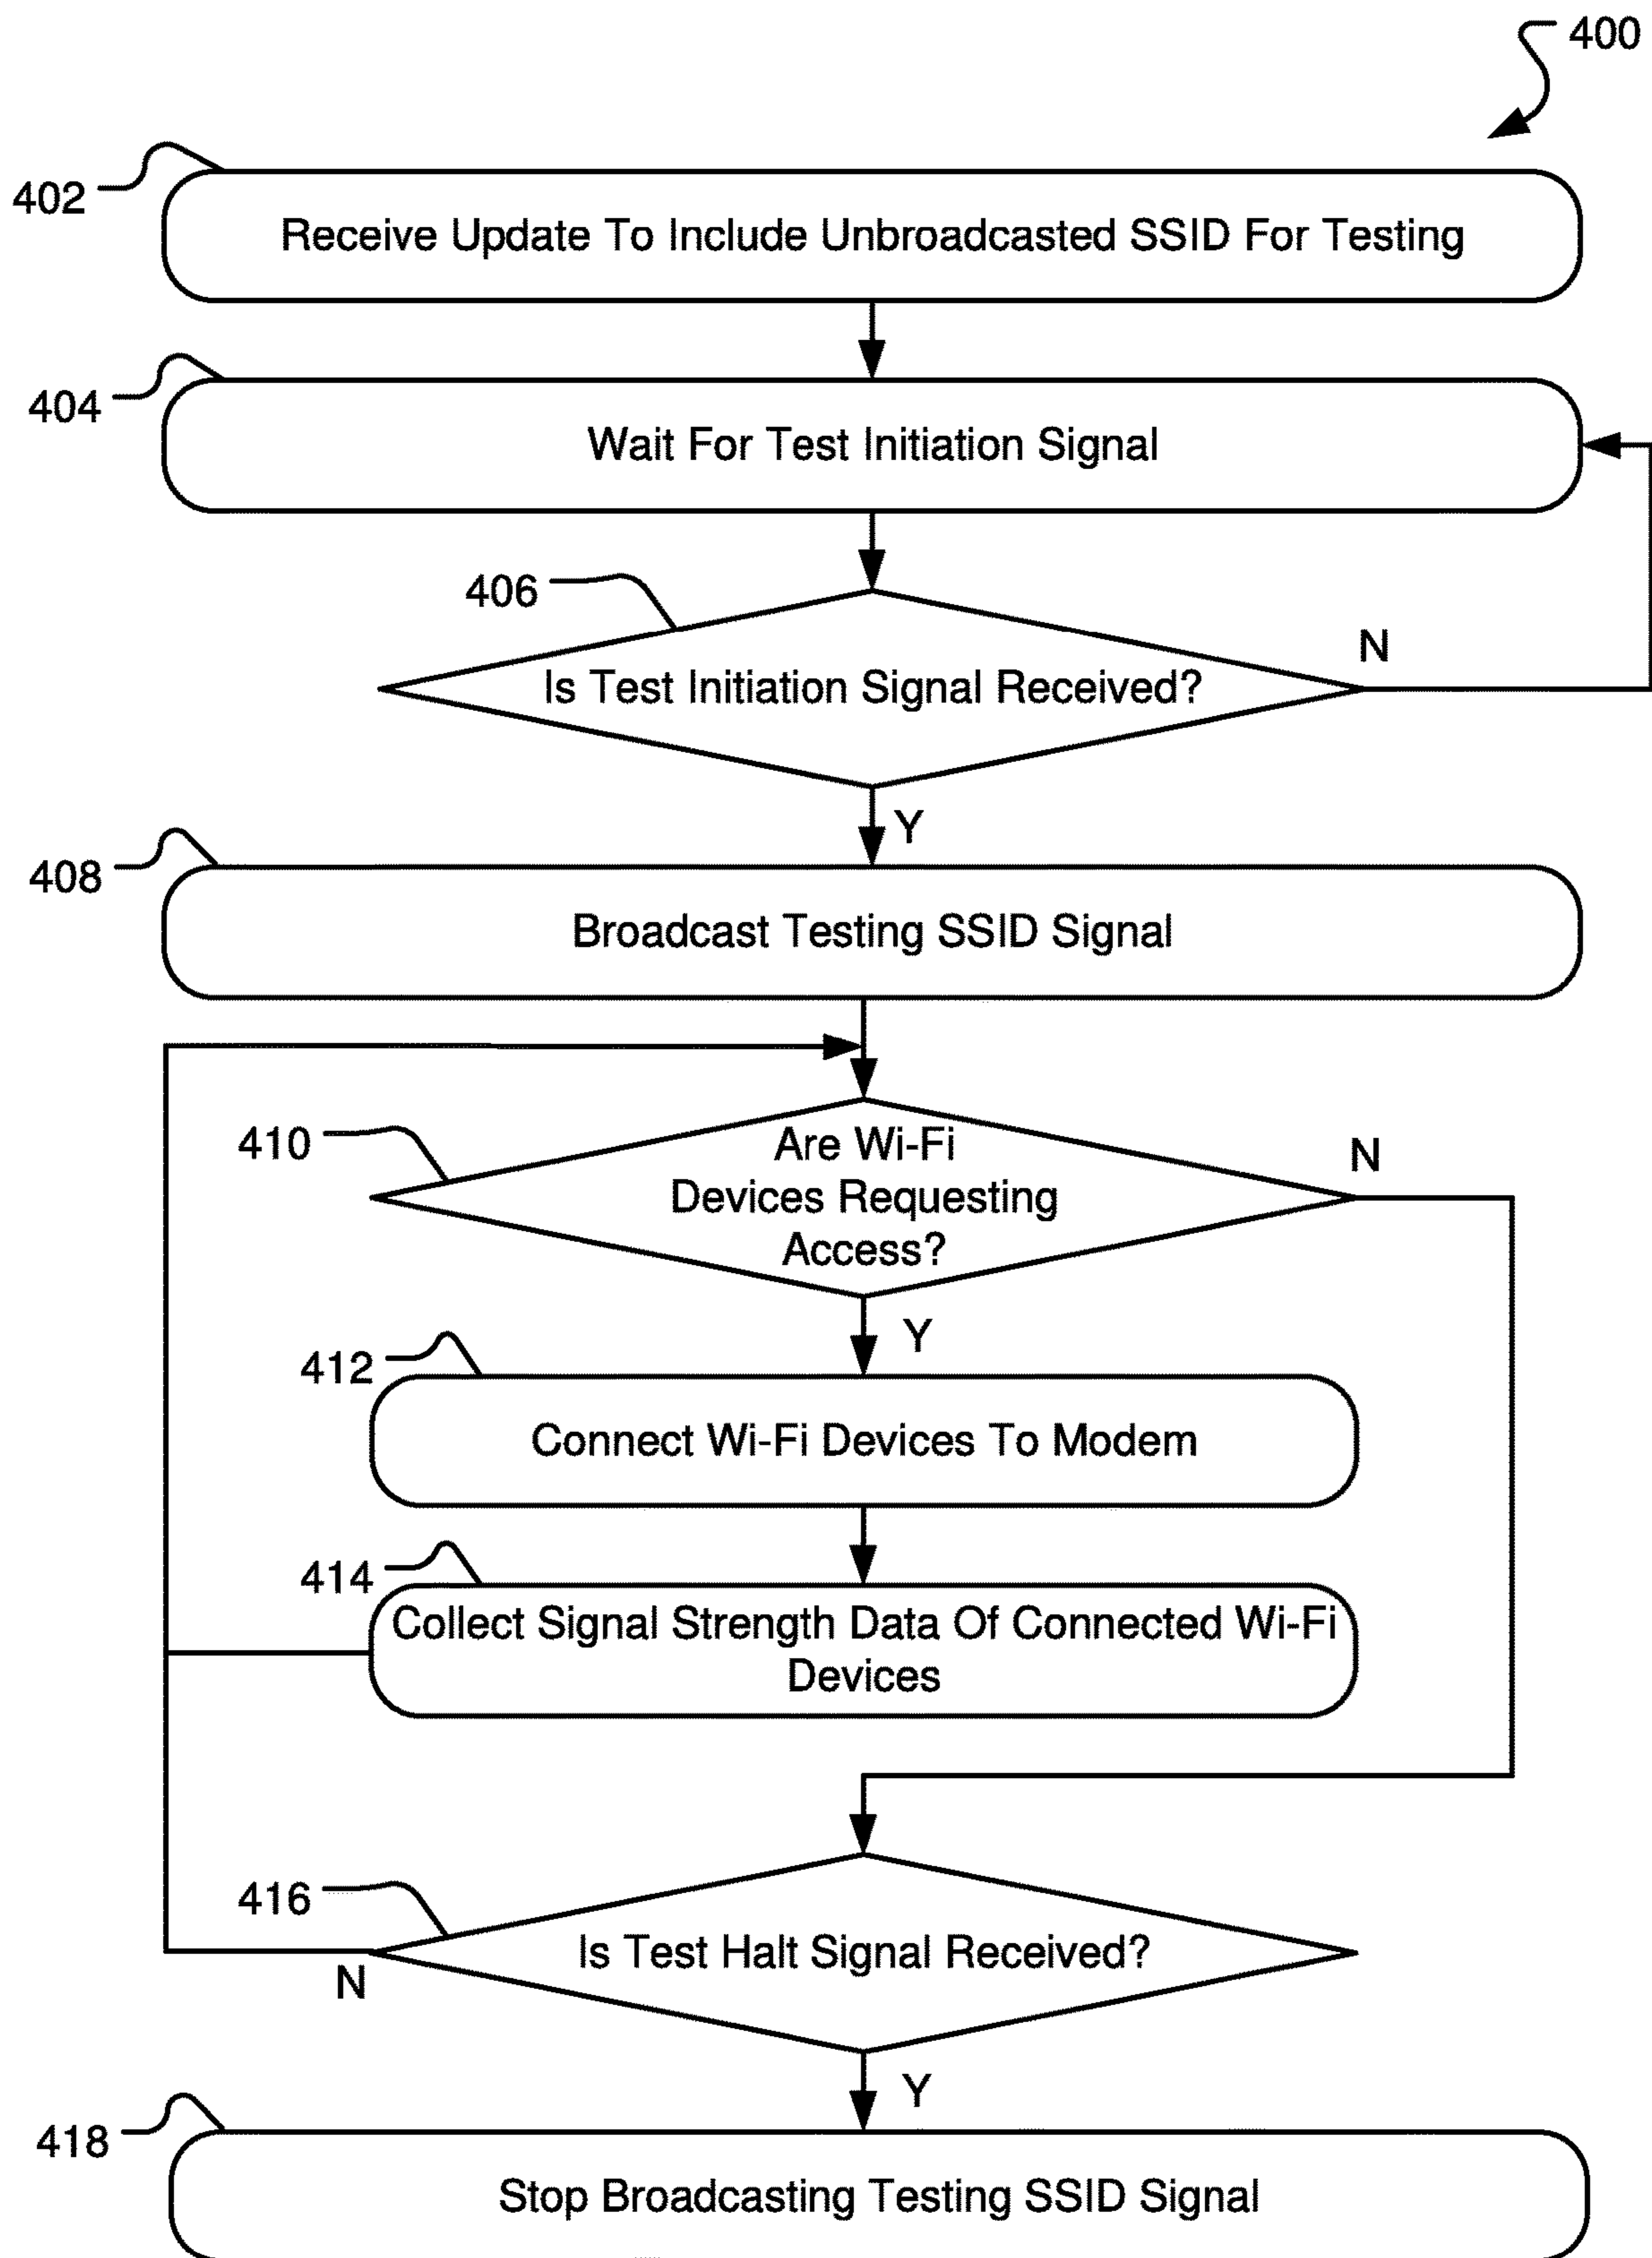 400
402
Receive Update To Include Unbroadcasted SSID For Testing
404
Wait For Test Initiation Signal
406
Is Test Initiation Signal Received?
N
Y
408
Broadcast Testing SSID Signal
410
Are Wi-Fi
Devices Requesting
Access?
N
Y
412
Connect Wi-Fi Devices To Modem
414
Collect Signal Strength Data Of Connected Wi-Fi
Devices
416
Is Test Halt Signal Received?
N
Y
418
Stop Broadcasting Testing SSID Signal